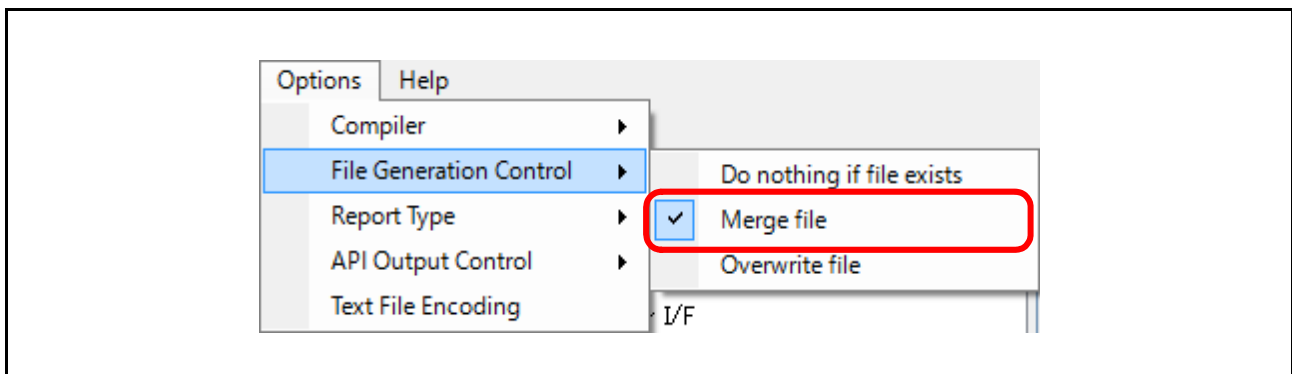 Options Help
Compiler
File Generation Control
Do nothing if file exists
Report Type
Merge file
API Output Control
Overwrite file
Text File Encoding
I/F